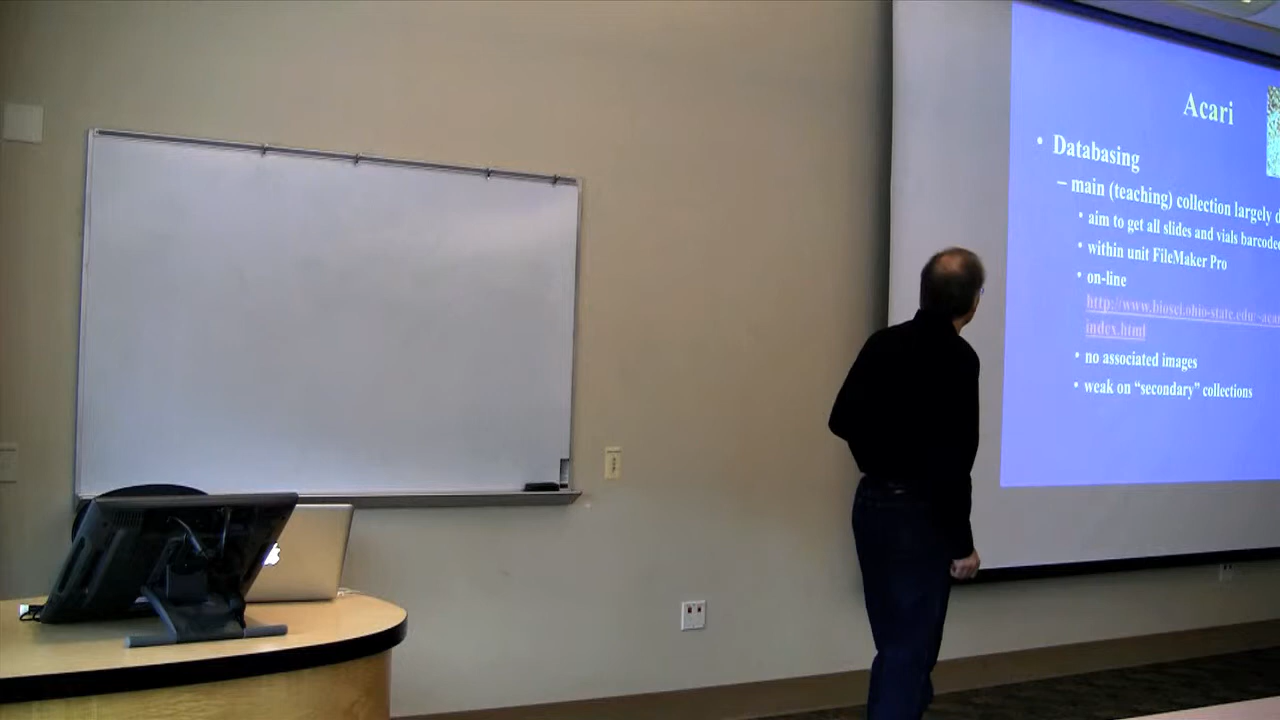 Acari
• Databasing
– main (teaching) collection largely
• aim to get all slides and vials barcoded
• within unit FileMaker Pro
• on-line
http://www.biosci.ohio-state.edu/~aca
index.html
• no associated images
• weak on “secondary” collections